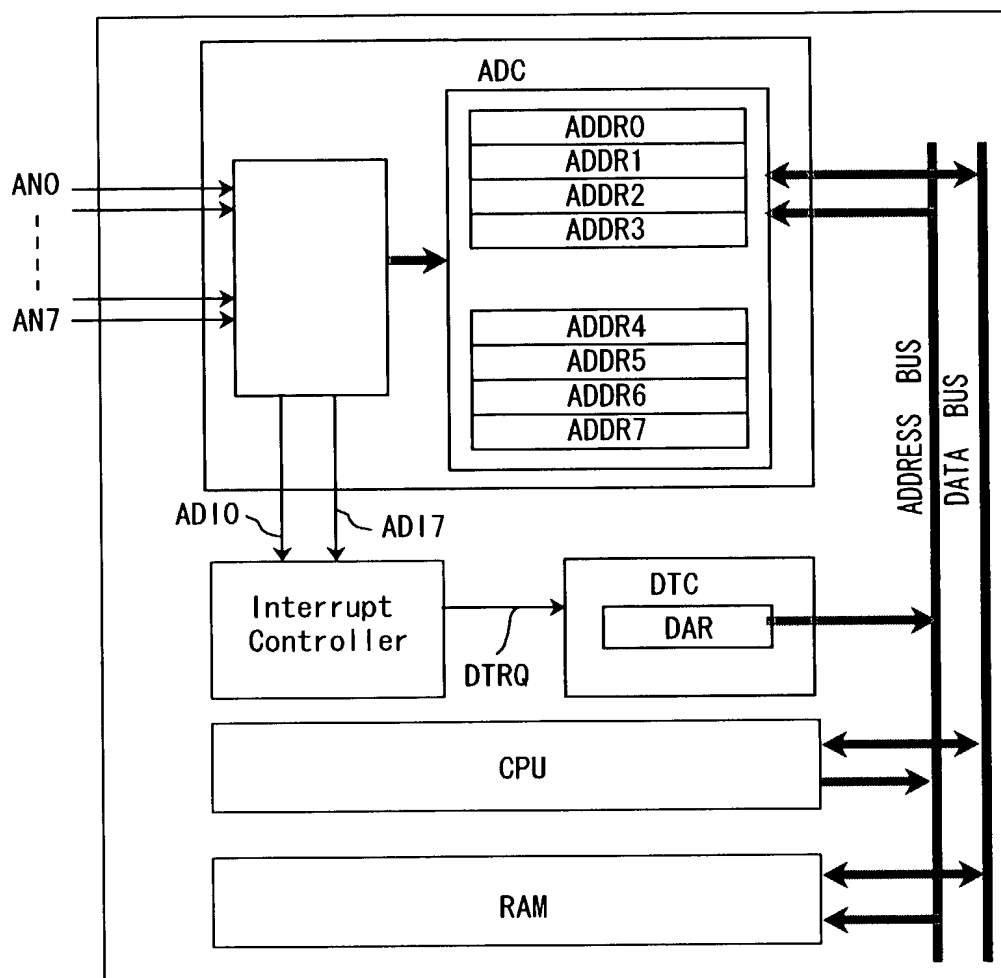 ADC
ADDR0
ADDR1
ADDR2
ADDR3
AN0
AN7
ADDR4
ADDR5
ADDR6
ADDR7
ADDRESS BUS
DATA BUS
ADI0
ADI7
Interrupt
Controller
DTRQ
DTC
DAR
CPU
RAM